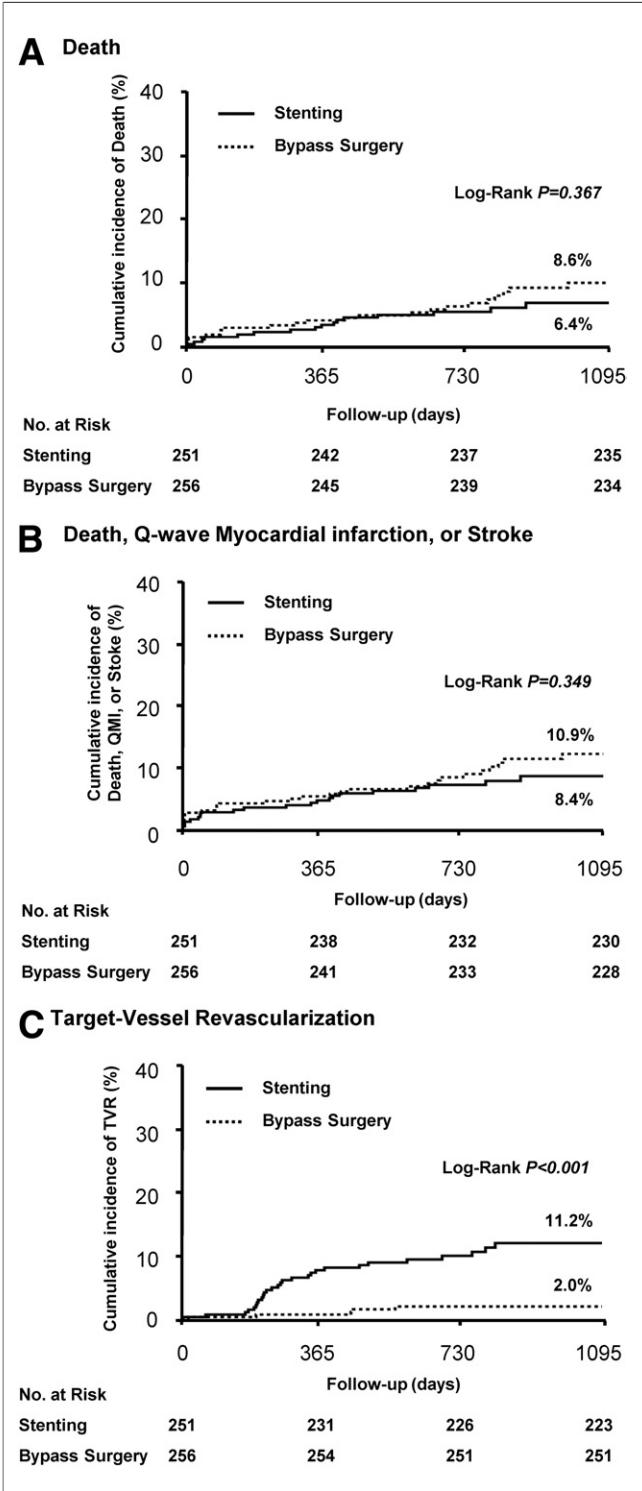 A Death
Cumulative incidence of Death (%)
40
30
20
10
0
Stenting
Bypass Surgery
Log-Rank P=0.367
8.6%
6.4%
0 365 730 1095
Follow-up (days)
No. at Risk
Stenting 251 242 237 235
Bypass Surgery 256 245 239 234
B Death, Q-wave Myocardial infarction, or Stroke
Cumulative incidence of
Death, QMI, or Stoke (%)
40
30
20
10
0
Stenting
Bypass Surgery
Log-Rank P=0.349
10.9%
8.4%
0 365 730 1095
Follow-up (days)
No. at Risk
Stenting 251 238 232 230
Bypass Surgery 256 241 233 228
C Target-Vessel Revascularization
Cumulative incidence of TVR (%)
40
30
20
10
0
Stenting
Bypass Surgery
Log-Rank P<0.001
11.2%
2.0%
0 365 730 1095
Follow-up (days)
No. at Risk
Stenting 251 231 226 223
Bypass Surgery 256 254 251 251